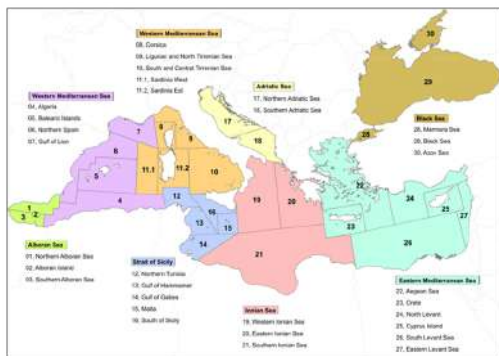 Western Mediterranean Sea
08, Corsica
09, Ligurian and North Tirrenian Sea
10, South and Central Tirrenian Sea
11.1, Sardinia West
11.2, Sardinia Est
Adriatic Sea
17, Northern Adriatic Sea
18, Southern Adriatic Sea
Western Mediterranean Sea
04, Algeria
05, Balearic Islands
06, Northern Spain
07, Gulf of Lion
Black Sea
28, Marmara Sea
29, Black Sea
30, Azov Sea
30
29
28
17
18
7
8
9
6
5
11.1
11.2
10
4
1
2
3
12
13
16
15
14
19
20
21
22
23
24
25
26
27
Alboran Sea
01, Northern Alboran Sea
02, Alboran Island
03, Southern Alboran Sea
Strait of Sicily
12, Northern Tunisia
13, Gulf of Hammamet
14, Gulf of Gabes
15, Malta
16, South of Sicily
Ionian Sea
19, Western Ionian Sea
20, Eastern Ionian Sea
21, Southern Ionian Sea
Eastern Mediterranean Sea
22, Aegean Sea
23, Crete
24, North Levant
25, Cyprus Island
26, South Levant Sea
27, Eastern Levant Sea